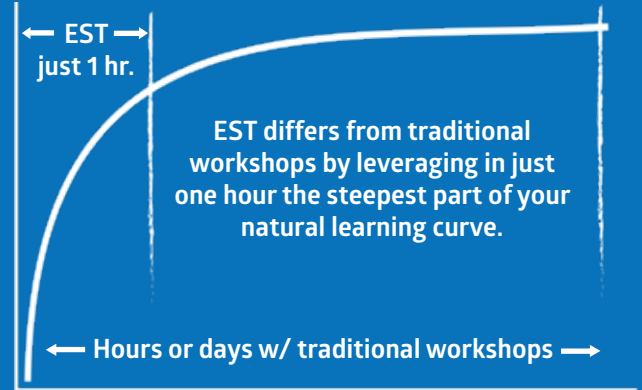 EST
just 1 hr.
EST differs from traditional
workshops by leveraging in just
one hour the steepest part of your
natural learning curve.
Hours or days w/ traditional workshops